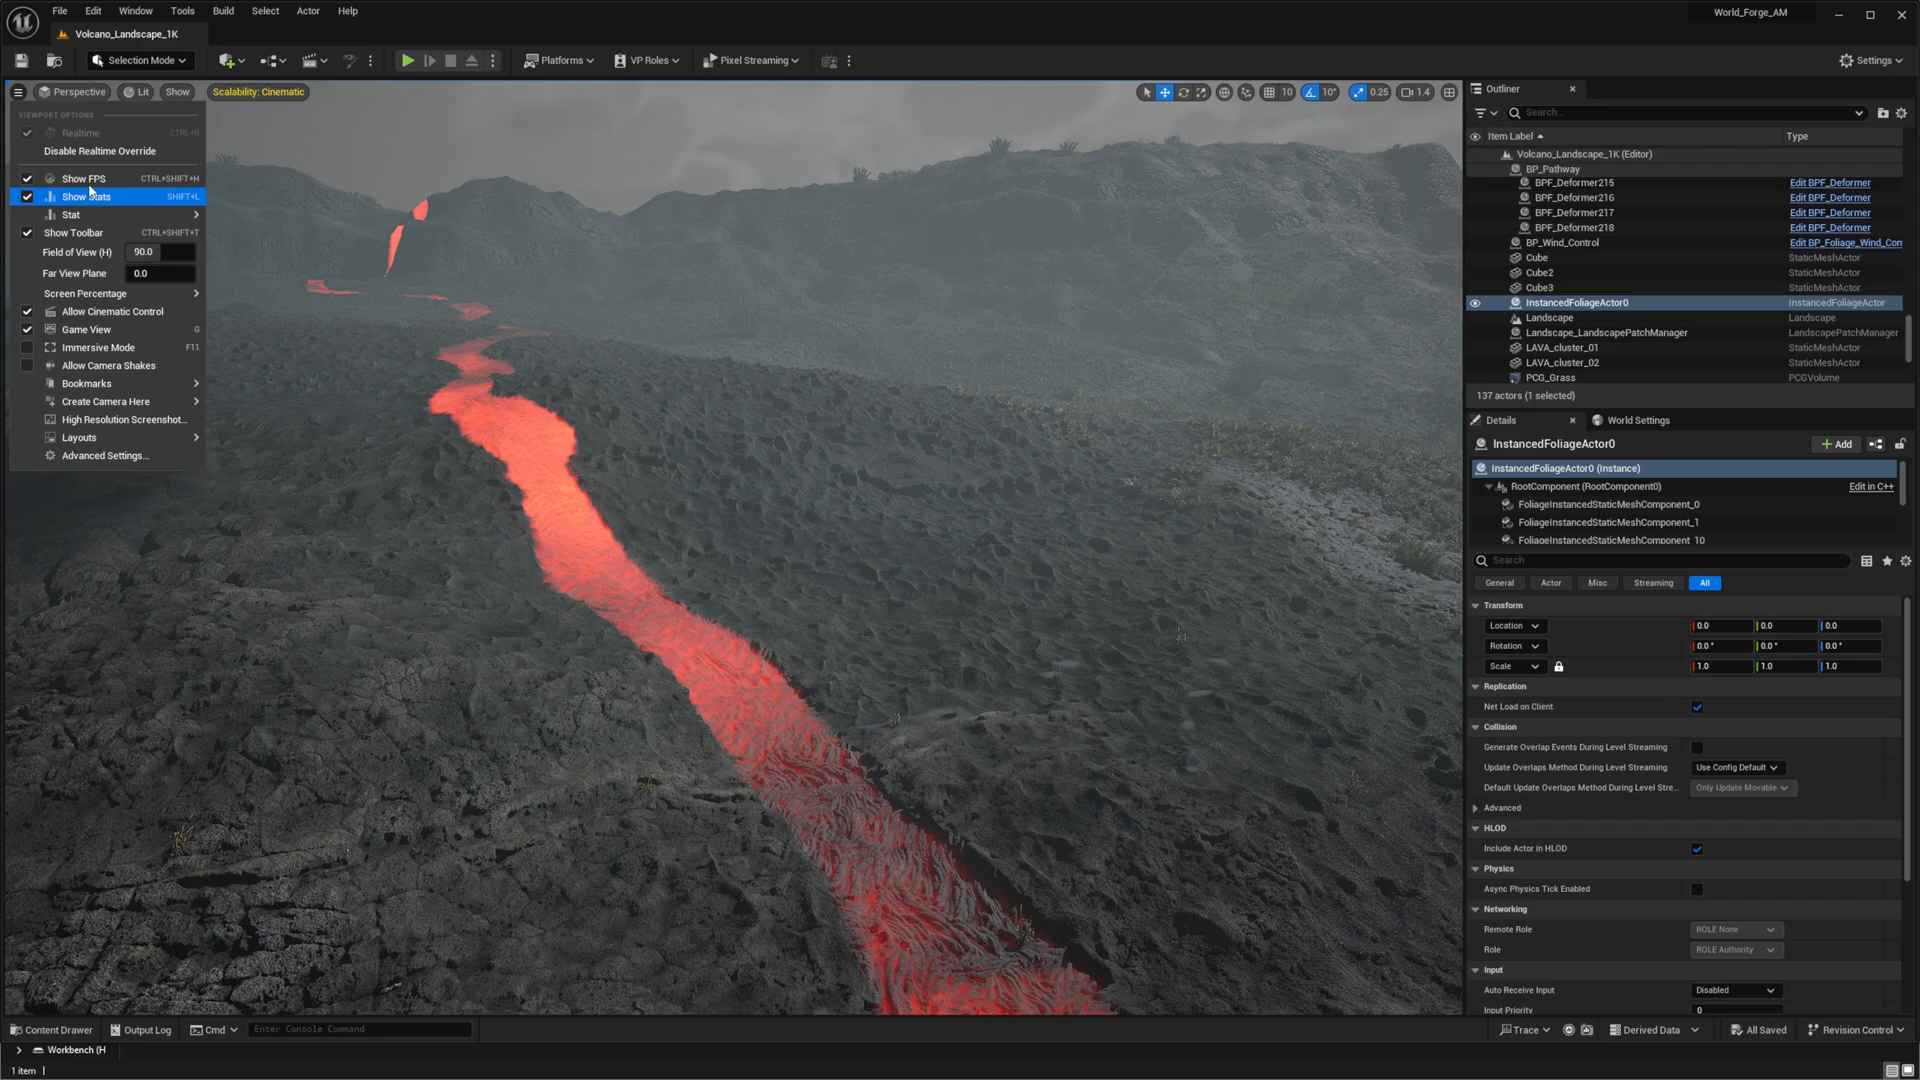 File Edit Window Tools Build Select Actor Help
World_Forge_AM
Volcano_Landscape_1K
Selection Mode
Platforms
VP Roles
Pixel Streaming
Settings
Perspective
Lit
Show
Scalability: Cinematic
10
10°
0.25
1.4
VIEWPORT OPTIONS
Realtime CTRL+R
Disable Realtime Override
Show FPS CTRL+SHIFT+H
Show Stats SHIFT+L
Stat
Show Toolbar CTRL+SHIFT+T
Field of View (H) 90.0
Far View Plane 0.0
Screen Percentage
Allow Cinematic Control
Game View G
Immersive Mode F11
Allow Camera Shakes
Bookmarks
Create Camera Here
High Resolution Screenshot...
Layouts
Advanced Settings...
Outliner
Search...
Item Label Type
Volcano_Landscape_1K (Editor)
BP_Pathway
BPF_Deformer215 Edit BPF_Deformer
BPF_Deformer216 Edit BPF_Deformer
BPF_Deformer217 Edit BPF_Deformer
BPF_Deformer218 Edit BPF_Deformer
BP_Wind_Control Edit BP_Foliage_Wind_Con
Cube StaticMeshActor
Cube2 StaticMeshActor
Cube3 StaticMeshActor
InstancedFoliageActor0 InstancedFoliageActor
Landscape Landscape
Landscape_LandscapePatchManager LandscapePatchManager
LAVA_cluster_01 StaticMeshActor
LAVA_cluster_02 StaticMeshActor
PCG_Grass PCGVolume
137 actors (1 selected)
Details
World Settings
InstancedFoliageActor0
Add
InstancedFoliageActor0 (Instance)
RootComponent (RootComponent0) Edit in C++
FoliageInstancedStaticMeshComponent_0
FoliageInstancedStaticMeshComponent_1
FoliageInstancedStaticMeshComponent_10
Search
General Actor Misc Streaming All
Transform
Location 0.0 0.0 0.0
Rotation 0.0° 0.0° 0.0°
Scale 1.0 1.0 1.0
Replication
Net Load on Client
Collision
Generate Overlap Events During Level Streaming
Update Overlaps Method During Level Streaming Use Config Default
Default Update Overlaps Method During Level Stre... Only Update Movable
Advanced
HLOD
Include Actor in HLOD
Physics
Async Physics Tick Enabled
Networking
Remote Role ROLE None
Role ROLE Authority
Input
Auto Receive Input Disabled
Input Priority 0
Content Drawer
Output Log
Cmd
Enter Console Command
Trace
Derived Data
All Saved
Revision Control
Workbench (H
1 item